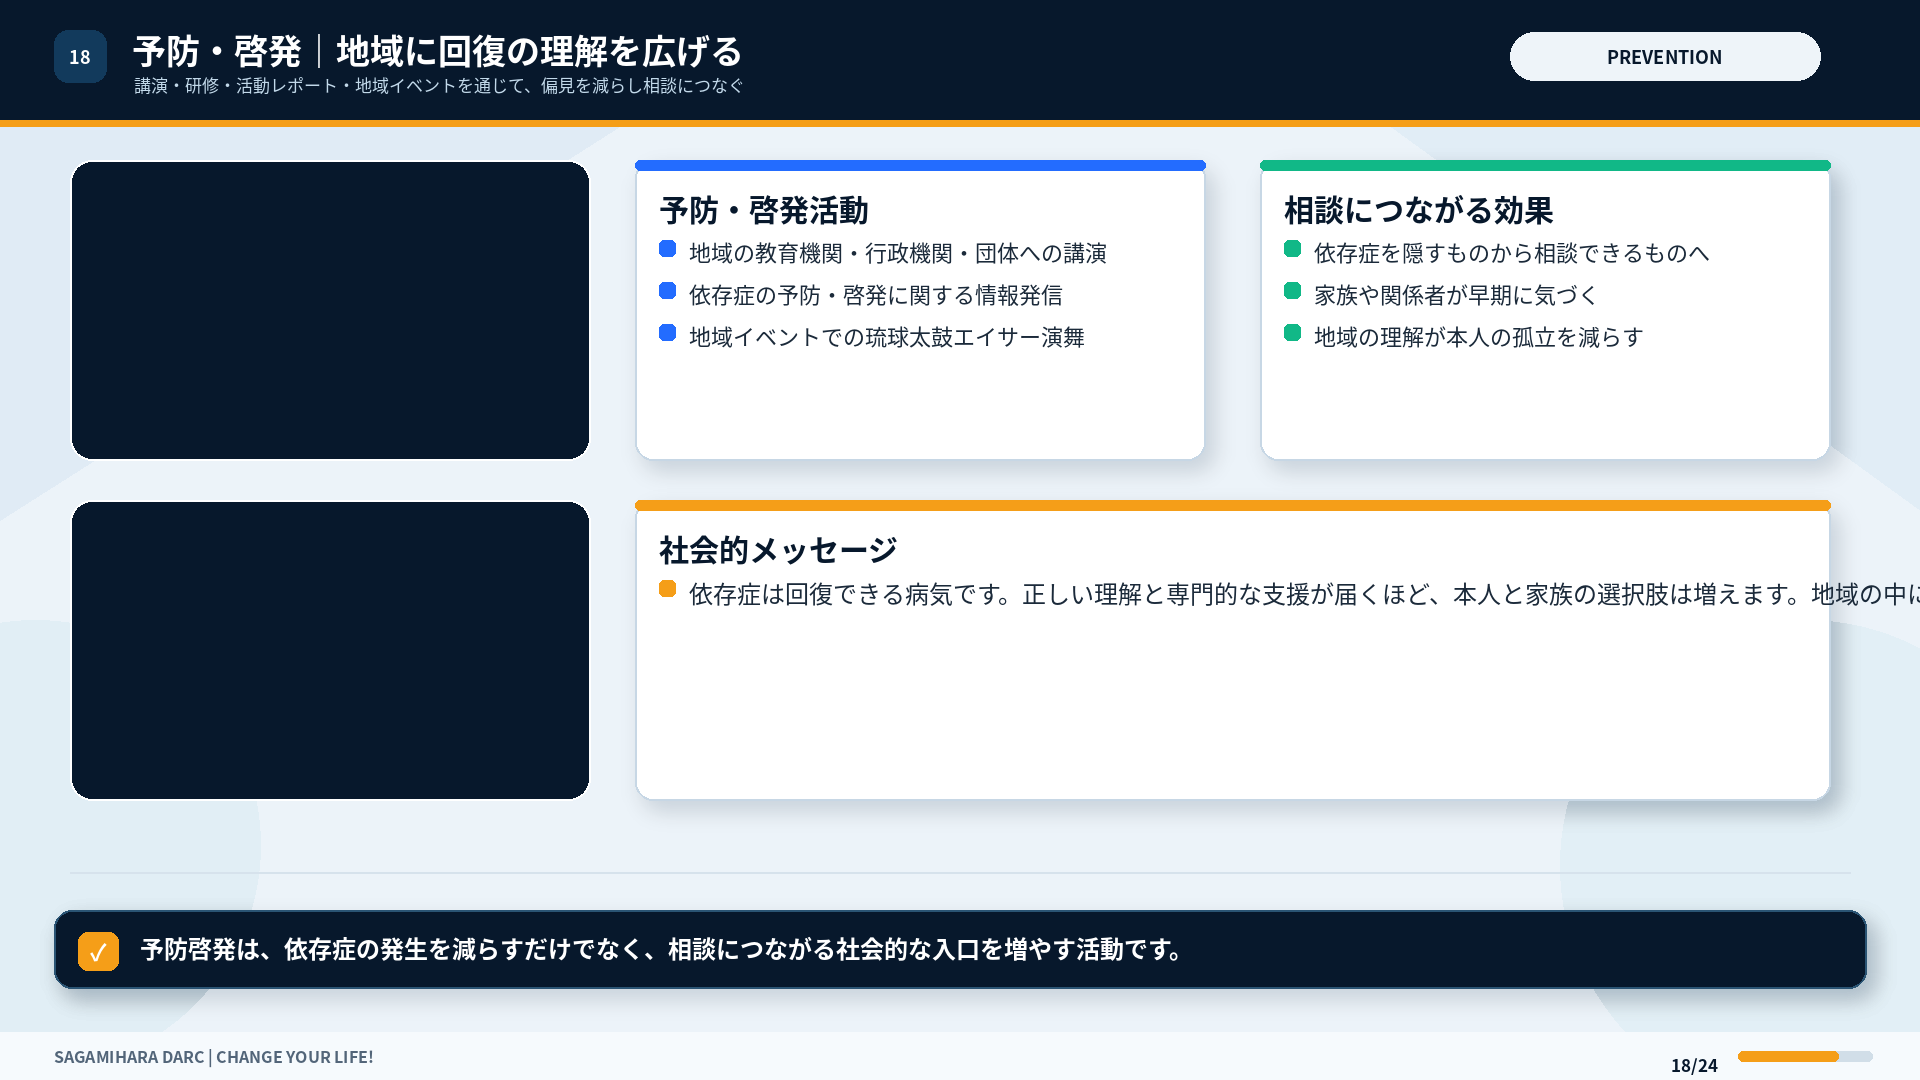 18
予防・啓発｜地域に回復の理解を広げる
講演・研修・活動レポート・地域イベントを通じて、偏見を減らし相談につなぐ
PREVENTION
予防・啓発活動
地域の教育機関・行政機関・団体への講演
依存症の予防・啓発に関する情報発信
地域イベントでの琉球太鼓エイサー演舞
相談につながる効果
依存症を隠すものから相談できるものへ
家族や関係者が早期に気づく
地域の理解が本人の孤立を減らす
社会的メッセージ
依存症は回復できる病気です。正しい理解と専門的な支援が届くほど、本人と家族の選択肢は増えます。地域の中に
✓ 予防啓発は、依存症の発生を減らすだけでなく、相談につながる社会的な入口を増やす活動です。
SAGAMIHARA DARC | CHANGE YOUR LIFE!
18/24